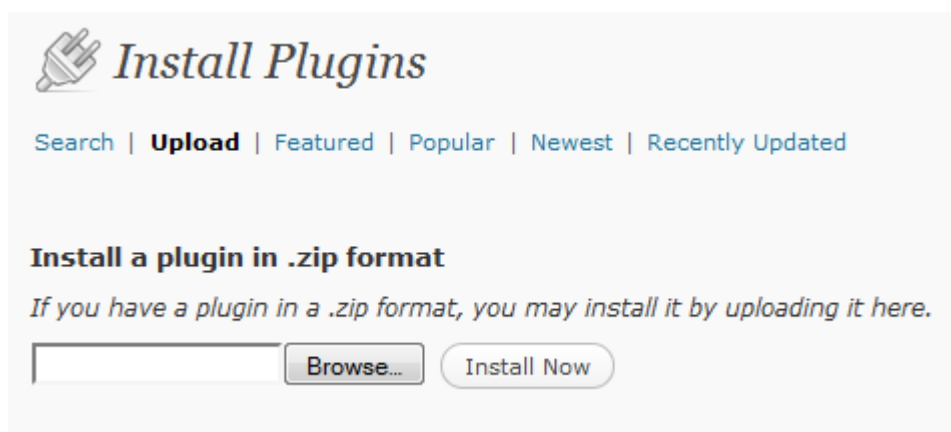 Install Plugins
Search | Upload | Featured | Popular | Newest | Recently Updated
Install a plugin in .zip format
If you have a plugin in a .zip format, you may install it by uploading it here.
Browse... Install Now